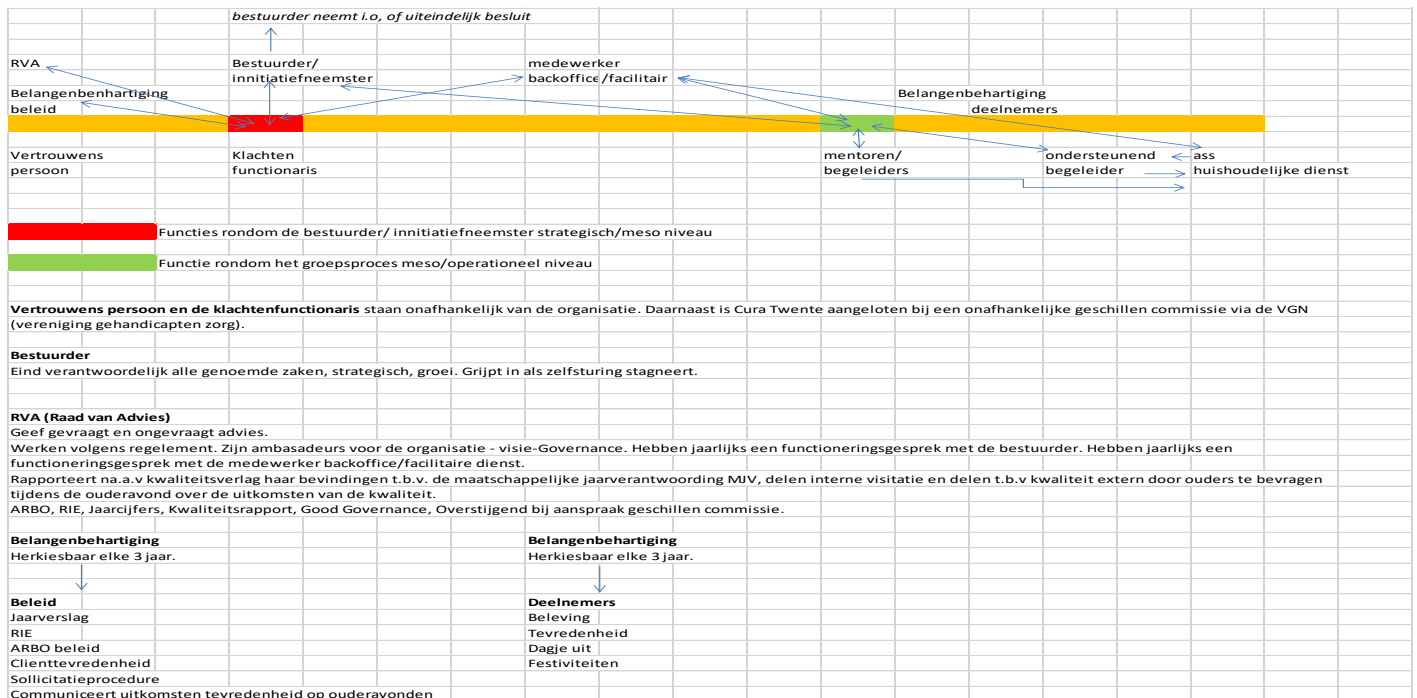 bestuurder neemt i.o, of uiteindelijk besluit
RVA
Bestuurder/
innitiatiefneemster
medewerker
backoffice/facilitair
Belangenbenhartiging
beleid
Belangenbehartiging
deelnemers
Vertrouwens
persoon
Klachten
functionaris
mentoren/
begeleiders
ondersteunend
begeleider
ass
huishoudelijke dienst
Functies rondom de bestuurder/ innitiatiefneemster strategisch/meso niveau
Functie rondom het groepsproces meso/operationeel niveau
Vertrouwens persoon en de klachtenfunctionaris staan onafhankelijk van de organisatie. Daarnaast is Cura Twente aangeloten bij een onafhankelijke geschillen commissie via de VGN
(vereniging gehandicapten zorg).
Bestuurder
Eind verantwoordelijk alle genoemde zaken, strategisch, groei. Grijpt in als zelfsturing stagneert.
RVA (Raad van Advies)
Geef gevraagt en ongevraagt advies.
Werken volgens regelement. Zijn ambasadeurs voor de organisatie - visie-Governance. Hebben jaarlijks een functioneringsgesprek met de bestuurder. Hebben jaarlijks een
functioneringsgesprek met de medewerker backoffice/facilitaire dienst.
Rapporteert na.a.v kwaliteitsverlag haar bevindingen t.b.v. de maatschappelijke jaarverantwoording MJV, delen interne visitatie en delen t.b.v kwaliteit extern door ouders te bevragen
tijdens de ouderavond over de uitkomsten van de kwaliteit.
ARBO, RIE, Jaarcijfers, Kwaliteitsrapport, Good Governance, Overstijgend bij aanspraak geschillen commissie.
Belangenbehartiging
Herkiesbaar elke 3 jaar.
Belangenbehartiging
Herkiesbaar elke 3 jaar.
Beleid
Jaarverslag
RIE
ARBO beleid
Clienttevredenheid
Sollicitatieprocedure
Communiceert uitkomsten tevredenheid op ouderavonden
Deelnemers
Beleving
Tevredenheid
Dagje uit
Festiviteiten